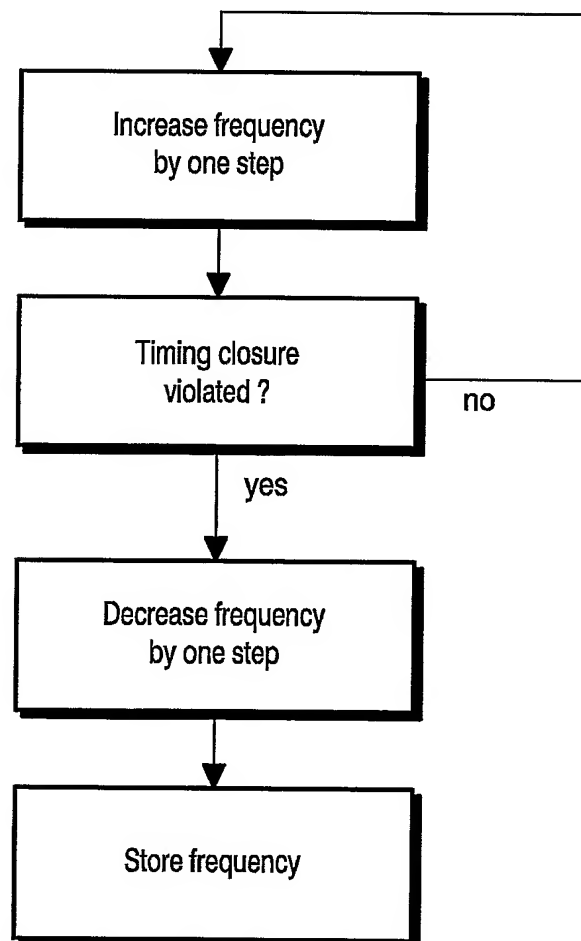 Increase frequency
by one step
Timing closure
violated ?
no
yes
Decrease frequency
by one step
Store frequency